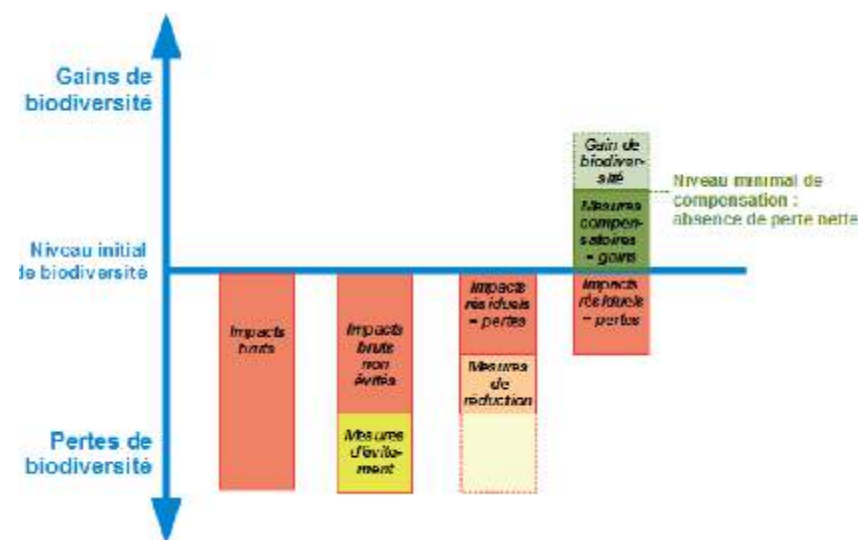 Gains de
biodiversité
Gain de
biodiver-
sité
Niveau minimal de
compensation :
absence de perte nette
Mesures
compen-
satoires
= gains
Niveau initial
de biodiversité
Impacts
bruts
Impacts
bruts
non
évités
Impacts
résiduels
= pertes
Impacts
résiduels
= pertes
Mesures
de
réduction
Mesures
d'évite-
ment
Pertes de
biodiversité